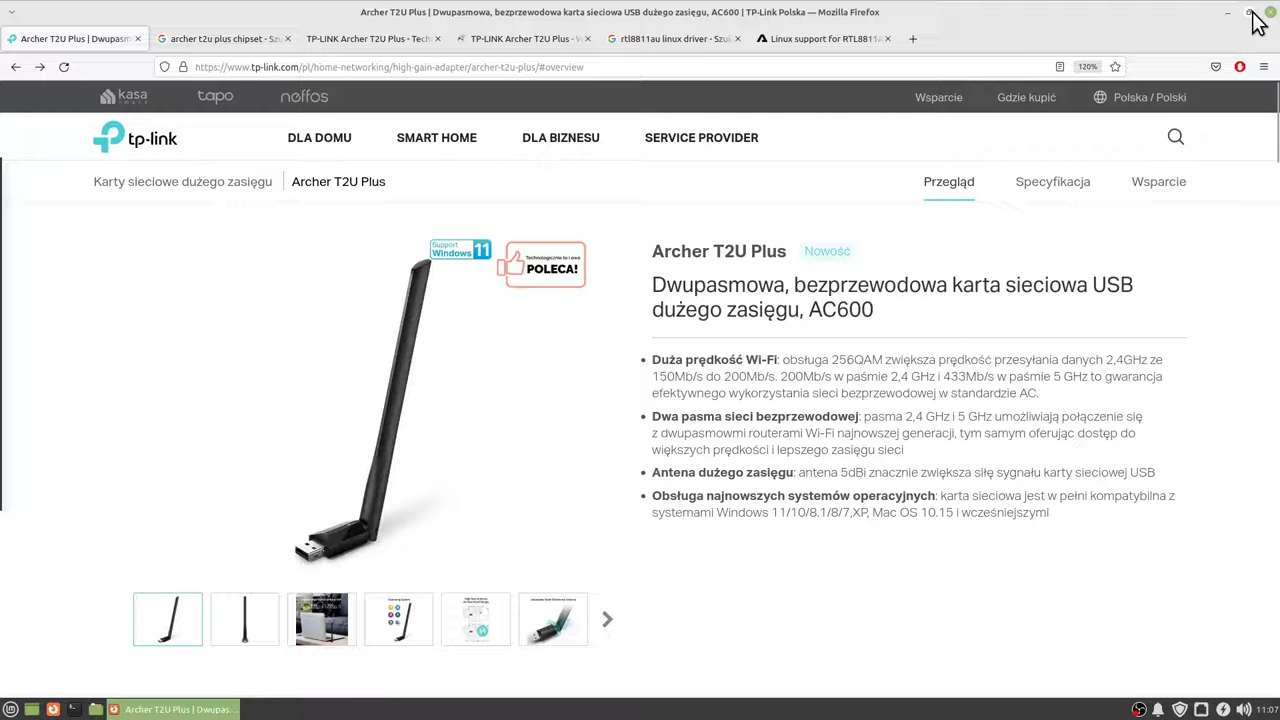 Archer T2U Plus | Dwupasmowa, bezprzewodowa karta sieciowa USB dużego zasięgu, AC600 | TP-Link Polska — Mozilla Firefox
Archer T2U Plus | Dwupasm
archer t2u plus chipset - Szu
TP-LINK Archer T2U Plus - Tech
TP-LINK Archer T2U Plus - W
rtl8811au linux driver - Szuk
Linux support for RTL8811A
https://www.tp-link.com/pl/home-networking/high-gain-adapter/archer-t2u-plus/#overview
120%
kasa smart
tapo
neffos
Wsparcie
Gdzie kupić
Polska / Polski
tp-link
DLA DOMU
SMART HOME
DLA BIZNESU
SERVICE PROVIDER
Karty sieciowe dużego zasięgu
Archer T2U Plus
Przegląd
Specyfikacja
Wsparcie
Support
Windows 11
POLECA!
Archer T2U Plus Nowość
Dwupasmowa, bezprzewodowa karta sieciowa USB
dużego zasięgu, AC600
• Duża prędkość Wi-Fi: obsługa 256QAM zwiększa prędkość przesyłania danych 2,4GHz ze
150Mb/s do 200Mb/s. 200Mb/s w paśmie 2,4 GHz i 433Mb/s w paśmie 5 GHz to gwarancja
efektywnego wykorzystania sieci bezprzewodowej w standardzie AC.
• Dwa pasma sieci bezprzewodowej: pasma 2,4 GHz i 5 GHz umożliwiają połączenie się
z dwupasmowmi routerami Wi-Fi najnowszej generacji, tym samym oferując dostęp do
większych prędkości i lepszego zasięgu sieci
• Antena dużego zasięgu: antena 5dBi znacznie zwiększa siłę sygnału karty sieciowej USB
• Obsługa najnowszych systemów operacyjnych: karta sieciowa jest w pełni kompatybilna z
systemami Windows 11/10/8.1/8/7,XP, Mac OS 10.15 i wcześniejszymi
Archer T2U Plus | Dwupas...
11:07